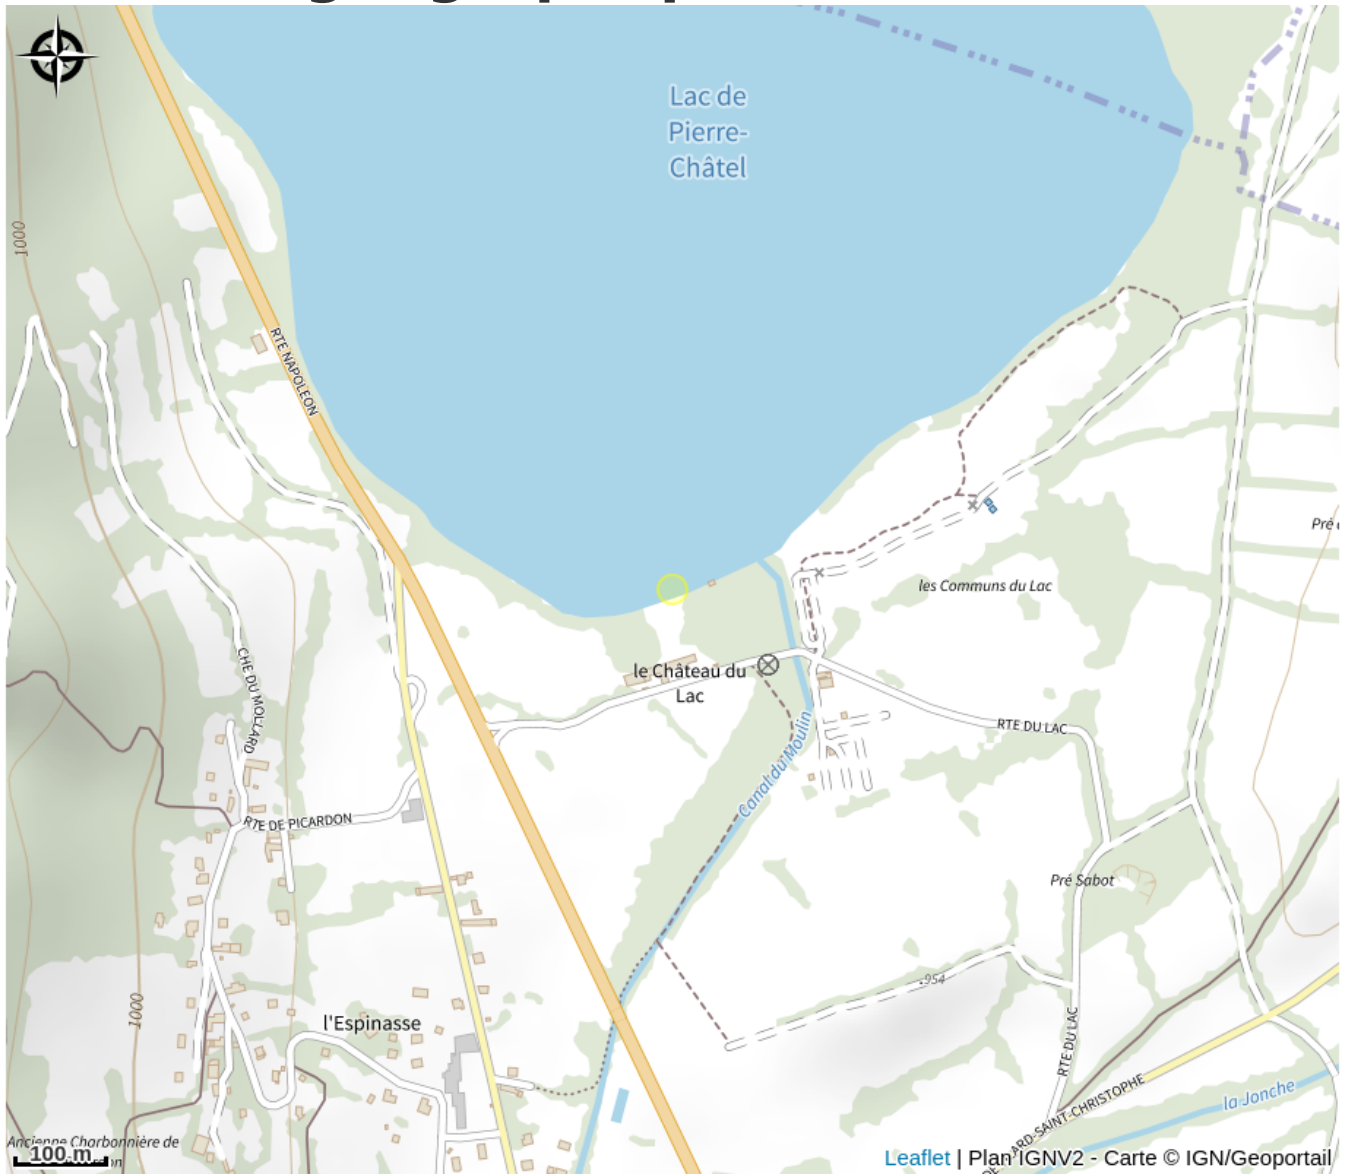 Lac de
Pierre-
Châtel
1000
RTE NAPOLEON
Pré
les Communs du Lac
le Château du
Lac
CHE DU MOLLARD
RTE DU LAC
Canal du Moulin
RTE DE PICARDON
Pré Sabot
.954
1000
l'Espinasse
RTE DU LAC
ARD-SAINT-CHRISTOPHE
la Jonche
Ancienne Charbonnière de
100 m
Leaflet | Plan IGNV2 - Carte © IGN/Geoportail